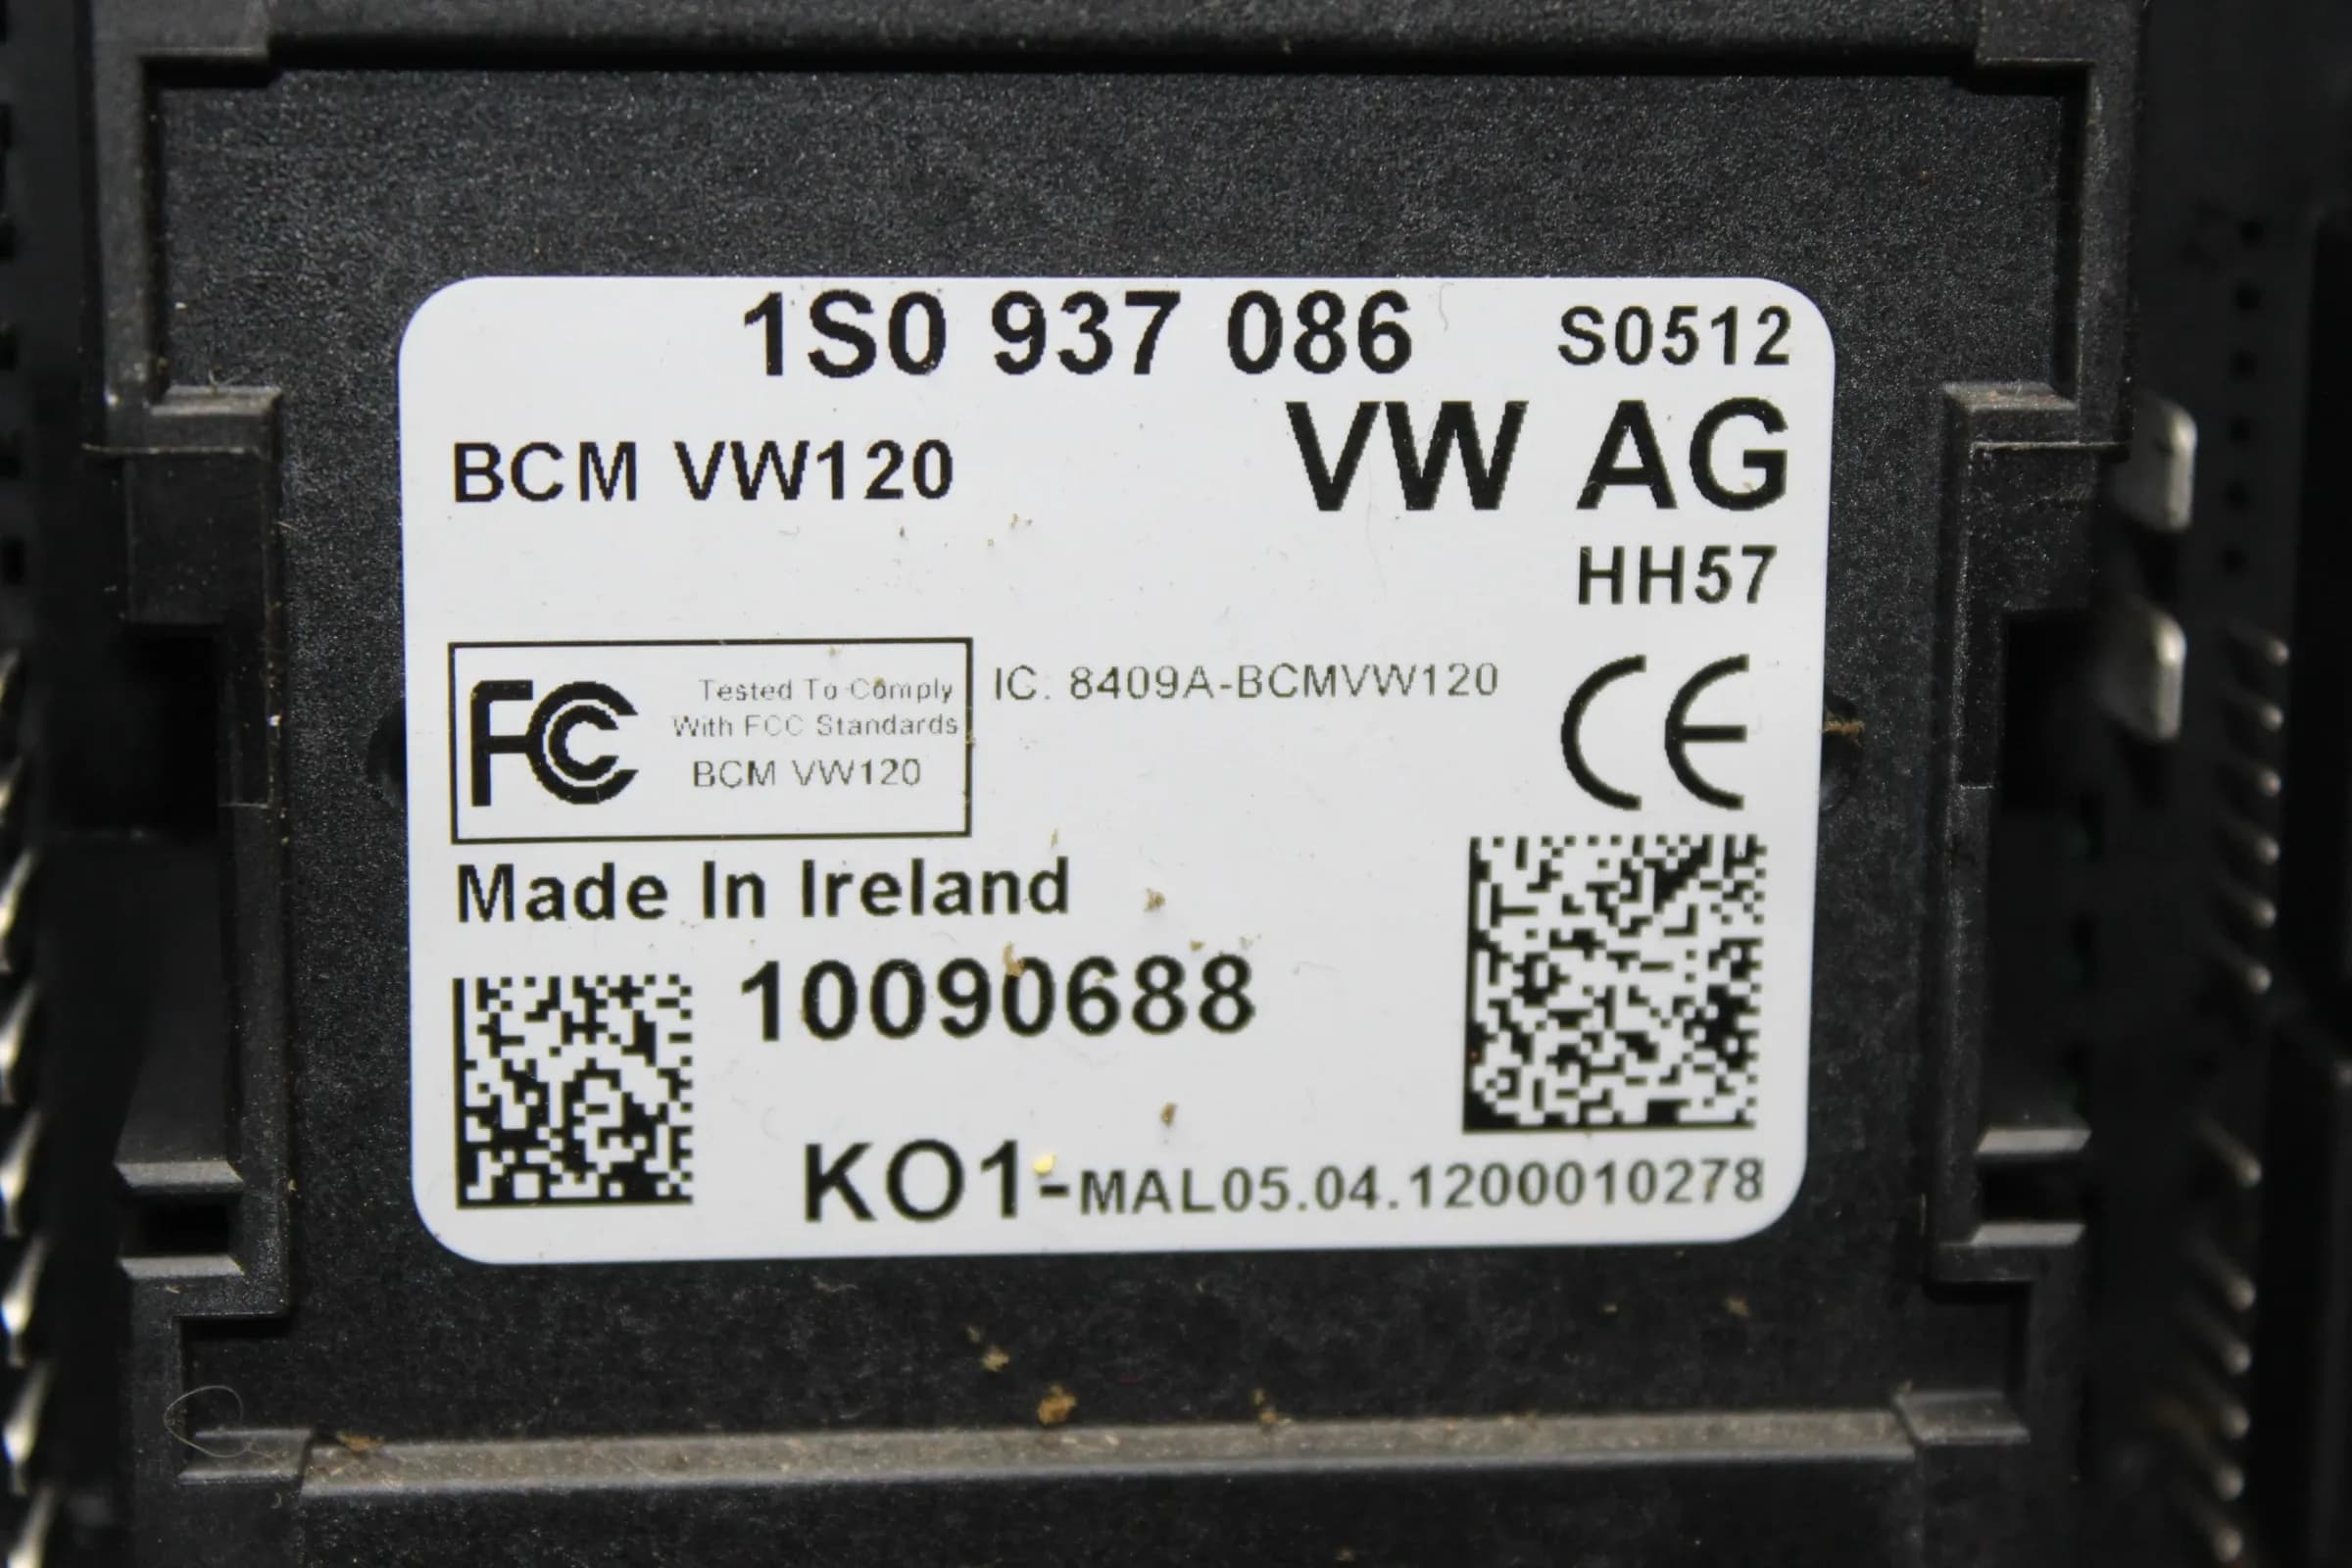 1S0 937 086 S0512
BCM VW120 VW AG
HH57
FC Tested To Comply
With FCC Standards
BCM VW120
IC: 8409A-BCMVW120
CE
Made In Ireland
10090688
KO1-MAL05.04.1200010278